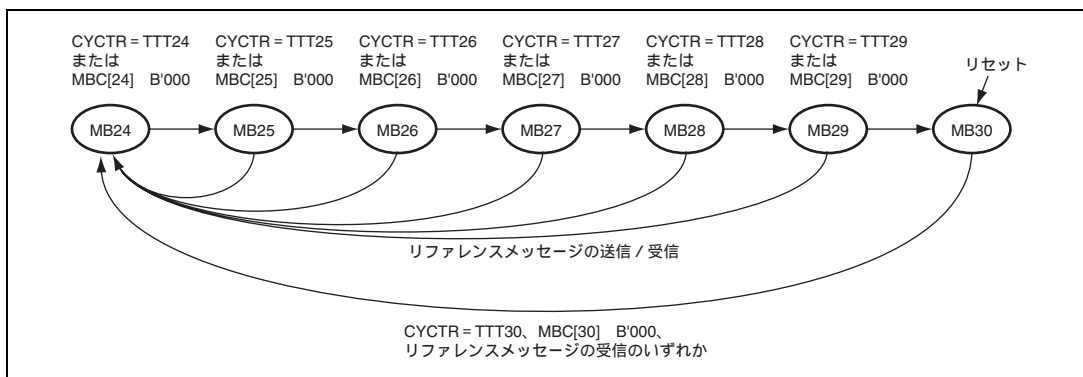 CYCTR = TTT24
または
MBC[24] B'000
CYCTR = TTT25
または
MBC[25] B'000
CYCTR = TTT26
または
MBC[26] B'000
CYCTR = TTT27
または
MBC[27] B'000
CYCTR = TTT28
または
MBC[28] B'000
CYCTR = TTT29
または
MBC[29] B'000
リセット
MB24
MB25
MB26
MB27
MB28
MB29
MB30
リファレンスメッセージの送信 / 受信
CYCTR = TTT30、MBC[30] B'000、
リファレンスメッセージの受信のいずれか